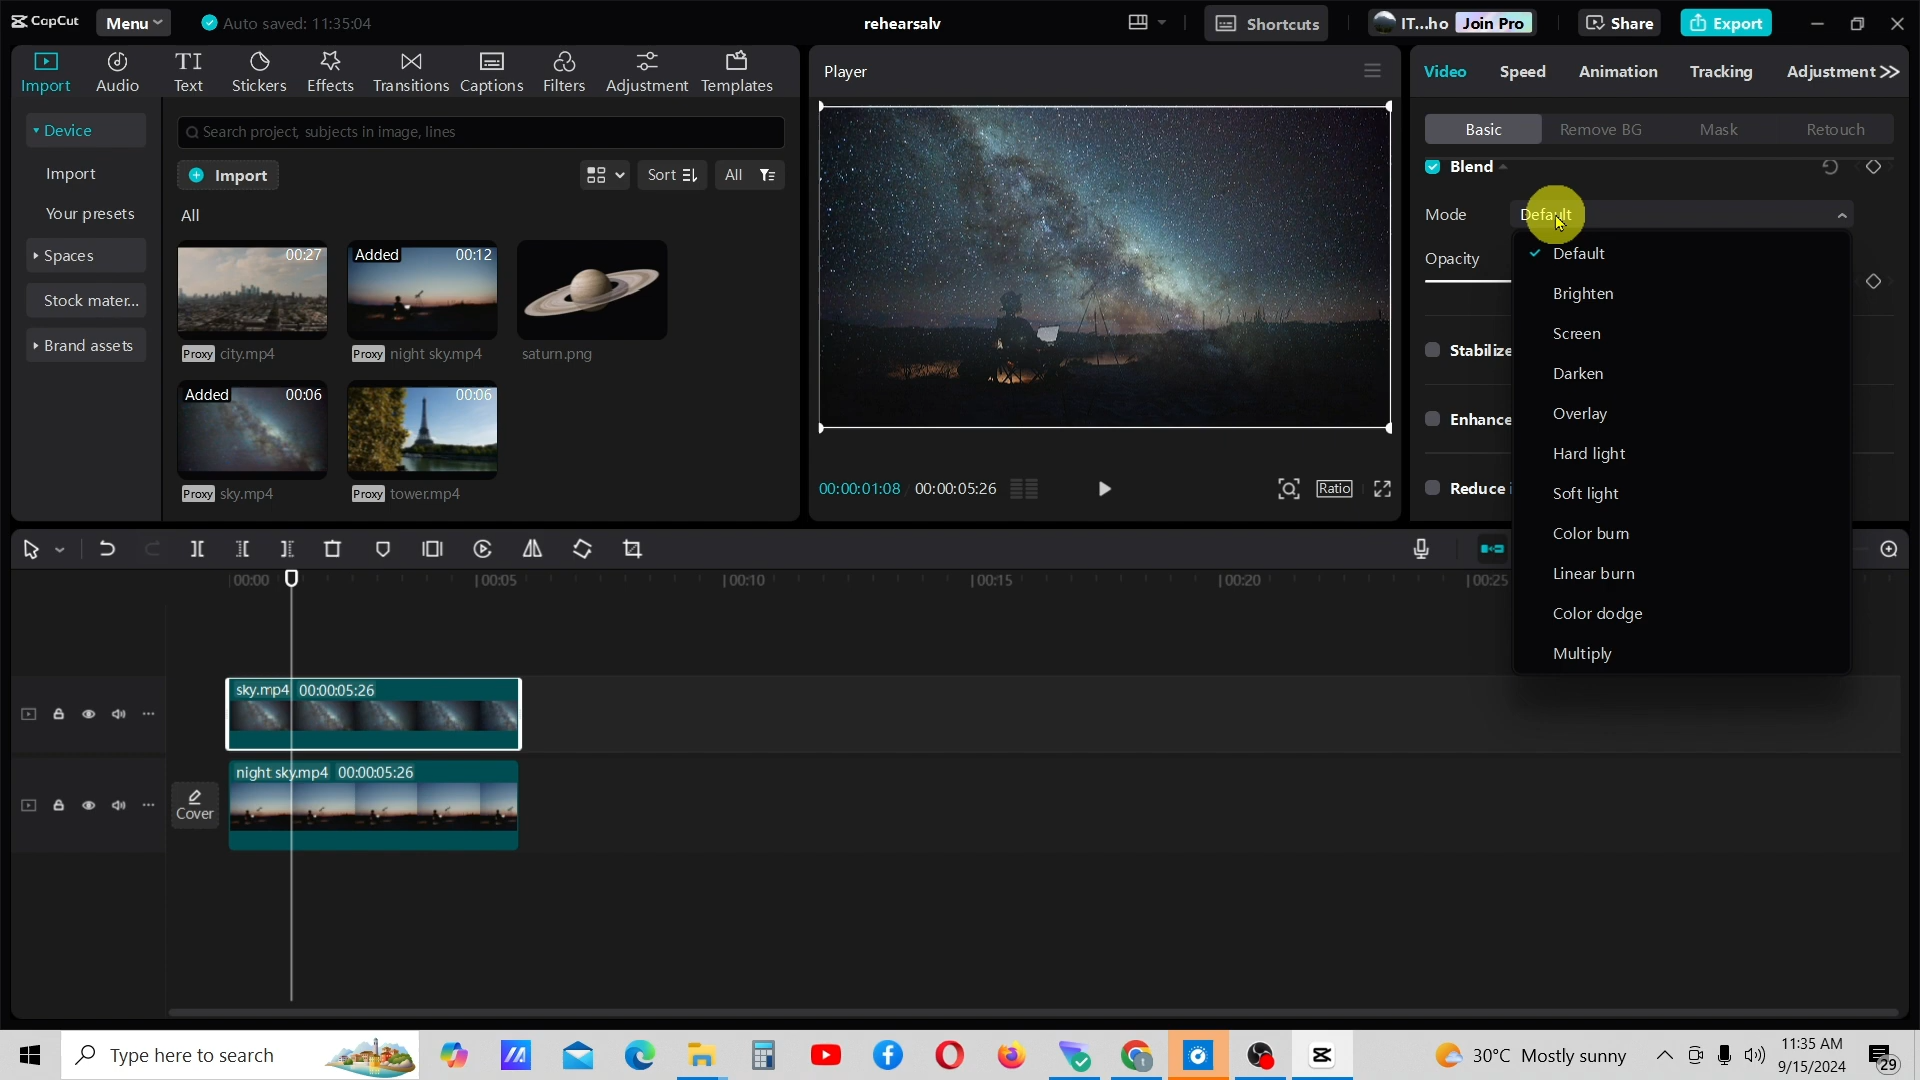 CapCut
Menu
Auto saved: 11:35:04
rehearsalv
Shortcuts
IT...ho
Join Pro
Share
Export
Import
Audio
Text
Stickers
Effects
Transitions
Captions
Filters
Adjustment
Templates
Device
Import
Your presets
Spaces
Stock mater...
Brand assets
Search project, subjects in image, lines
Import
Sort
All
All
00:27
Proxy city.mp4
Added 00:12
Proxy night sky.mp4
saturn.png
Added 00:06
Proxy sky.mp4
00:06
Proxy tower.mp4
Player
00:00:01:08 00:00:05:26
Ratio
Video
Speed
Animation
Tracking
Adjustment
Basic
Remove BG
Mask
Retouch
Blend
Mode
Default
Opacity
Stabilize
Enhance
Reduce
Default
Brighten
Screen
Darken
Overlay
Hard light
Soft light
Color burn
Linear burn
Color dodge
Multiply
00:00
00:05
00:10
00:15
00:20
00:25
sky.mp4 00:00:05:26
Cover
night sky.mp4 00:00:05:26
Type here to search
30°C Mostly sunny
11:35 AM
9/15/2024
29